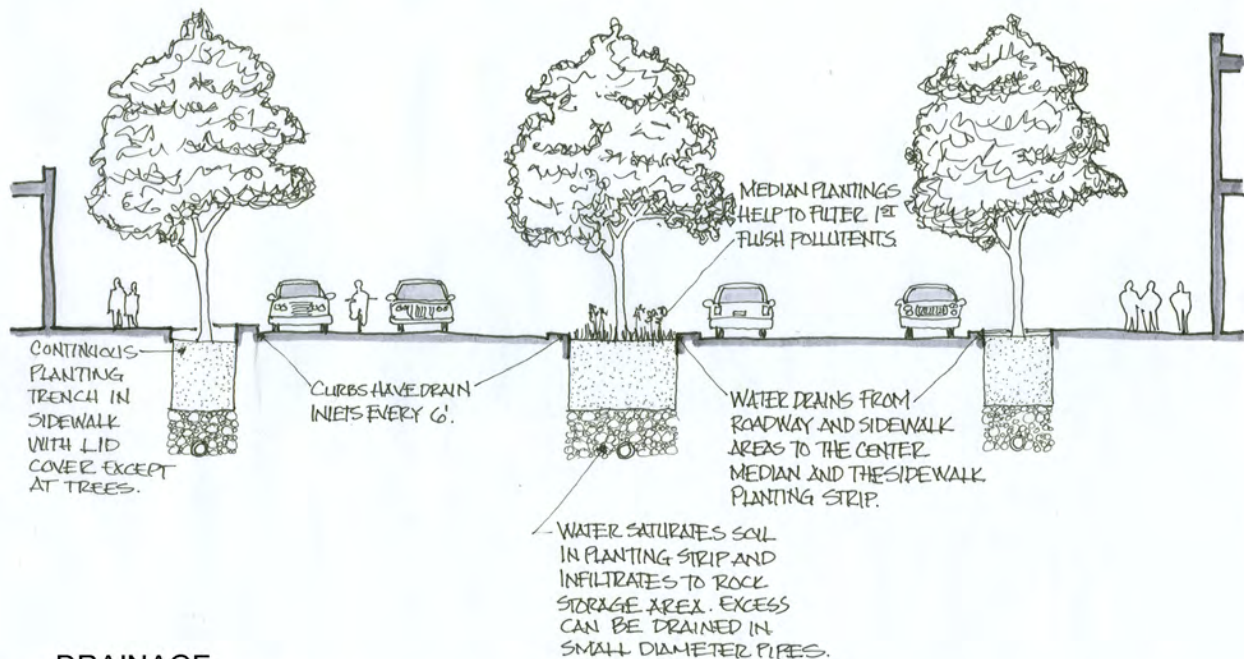 MEDIAN PLANTINGS
HELP TO FILTER 1ST
FLUSH POLLUTENTS.
CONTINUOUS
PLANTING
TRENCH IN
SIDEWALK
WITH LID
COVER EXCEPT
AT TREES.
CURBS HAVE DRAIN
INLETS EVERY 6'.
WATER DRAINS FROM
ROADWAY AND SIDEWALK
AREAS TO THE CENTER
MEDIAN AND THE SIDEWALK
PLANTING STRIP.
WATER SATURATES SOIL
IN PLANTING STRIP AND
INFILTRATES TO ROCK
STORAGE AREA. EXCESS
CAN BE DRAINED IN
SMALL DIAMETER PIPES.
DRAINAGE